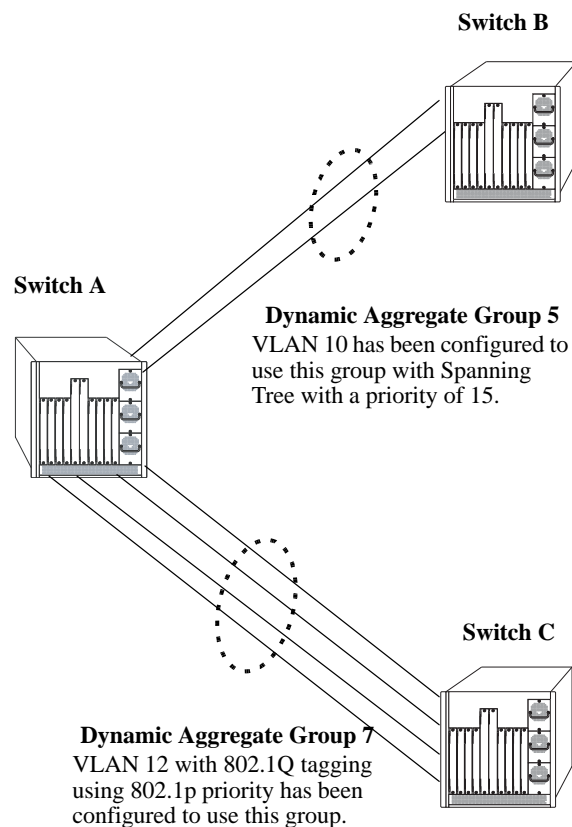 Switch B
Switch A
Dynamic Aggregate Group 5
VLAN 10 has been configured to
use this group with Spanning
Tree with a priority of 15.
Switch C
Dynamic Aggregate Group 7
VLAN 12 with 802.1Q tagging
using 802.1p priority has been
configured to use this group.